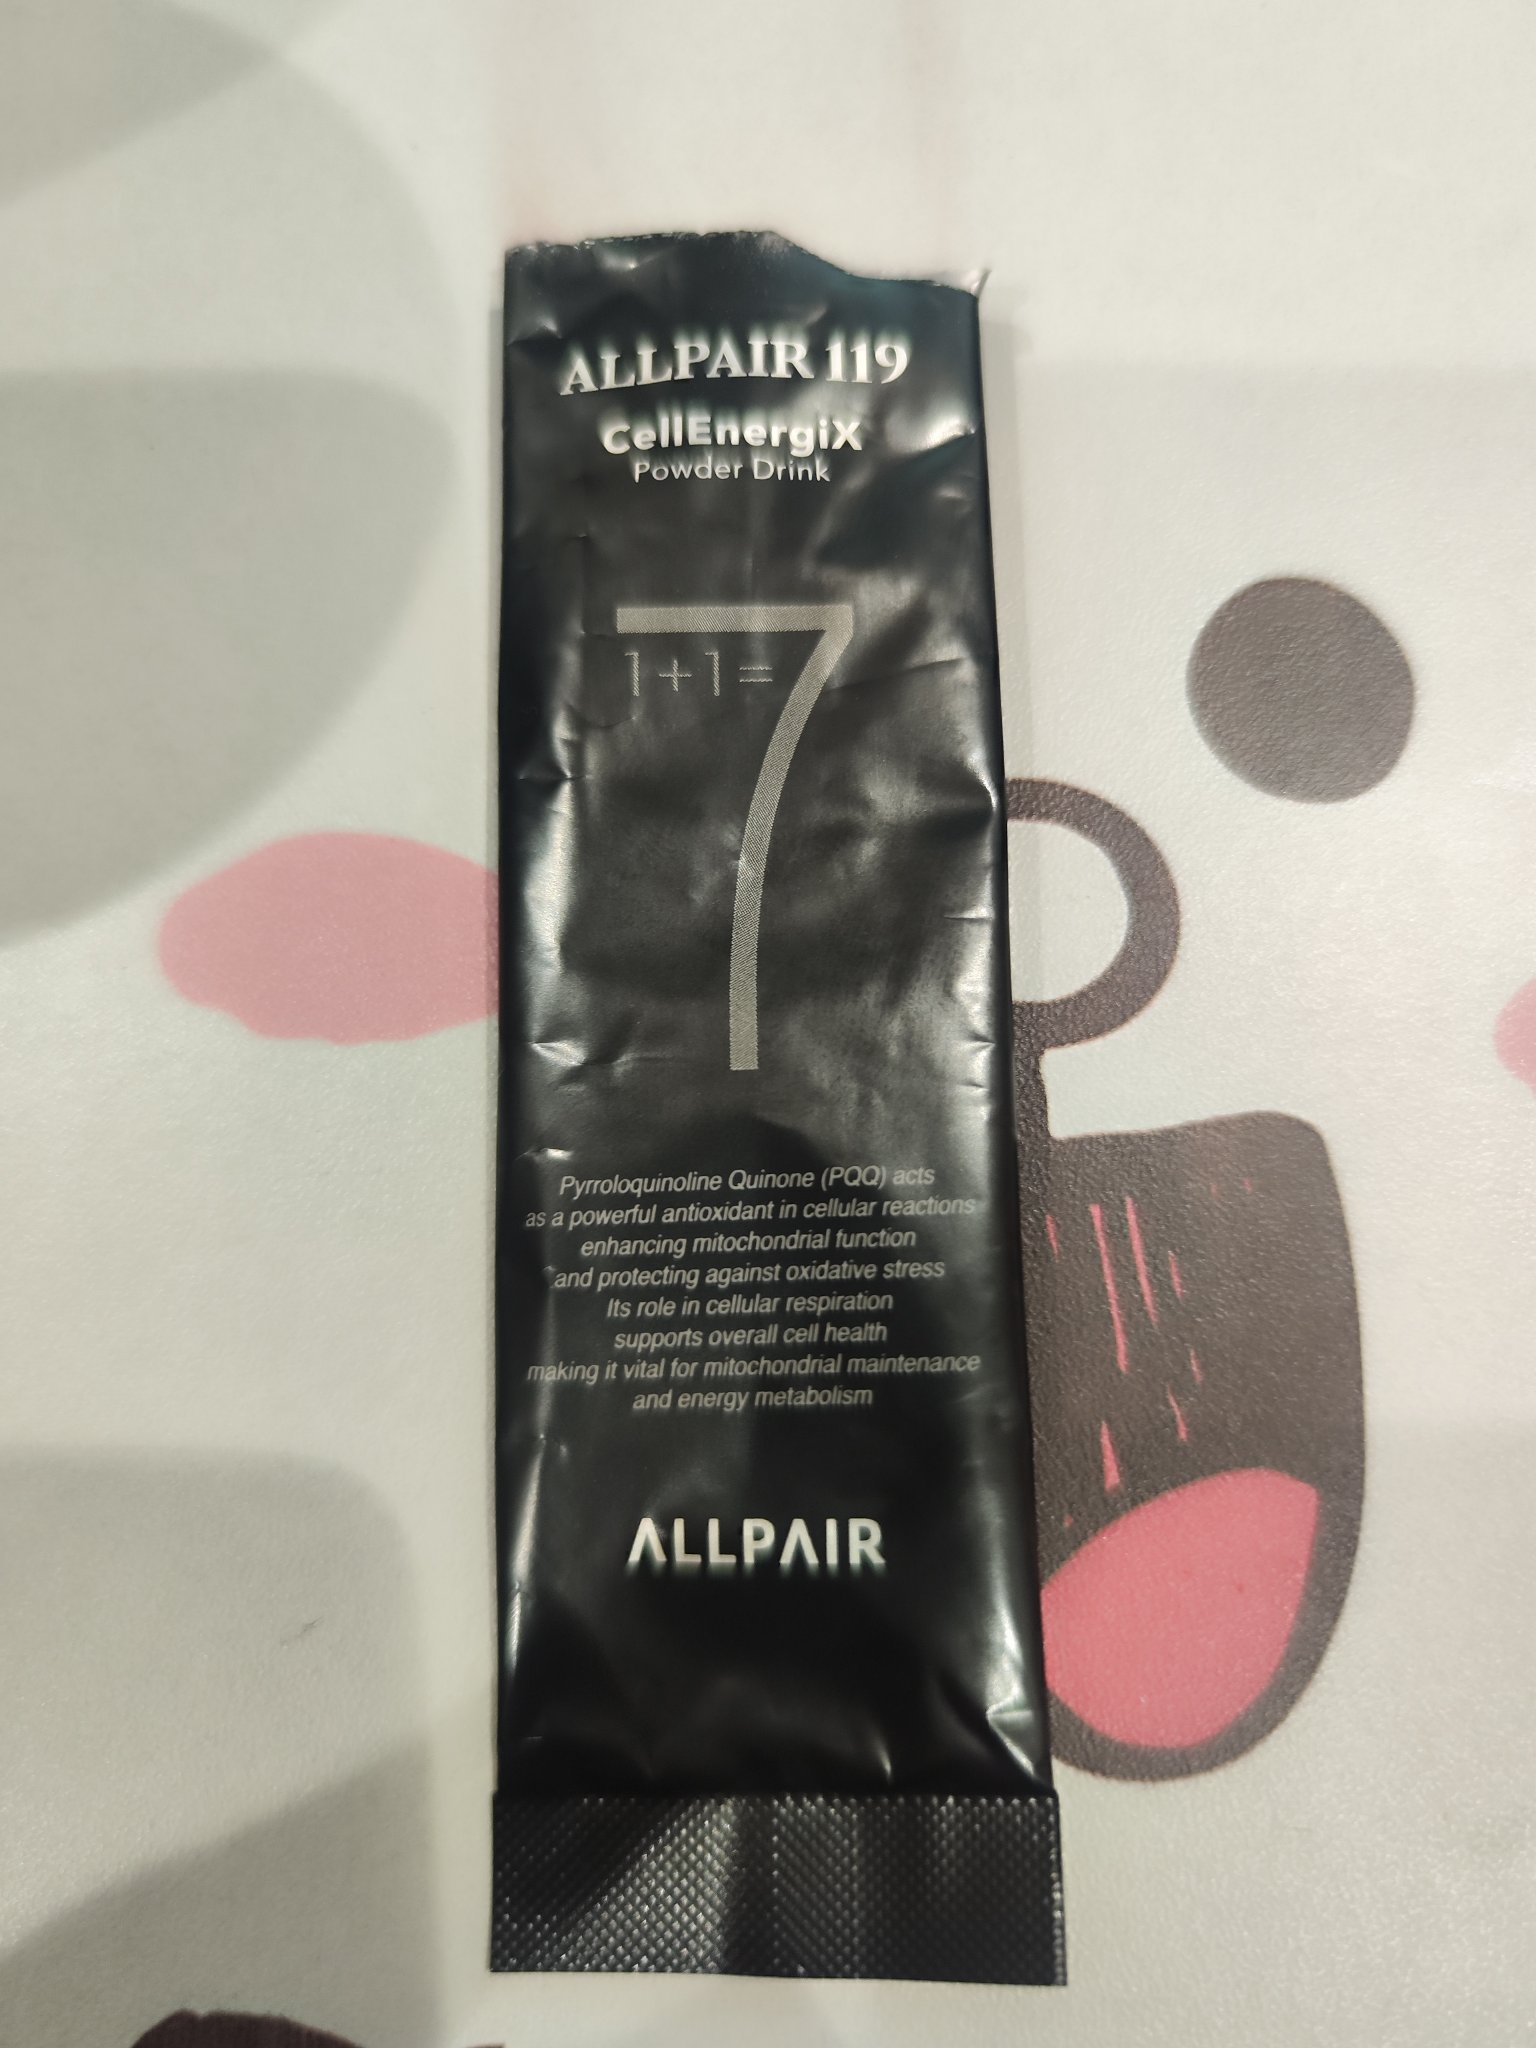 ALLPAIR 119
CellEnergiX
Powder Drink
7
1+1=
Pyrroloquinoline Quinone (PQQ) acts
as a powerful antioxidant in cellular reactions
enhancing mitochondrial function
and protecting against oxidative stress
Its role in cellular respiration
supports overall cell health
making it vital for mitochondrial maintenance
and energy metabolism
ALLPAIR